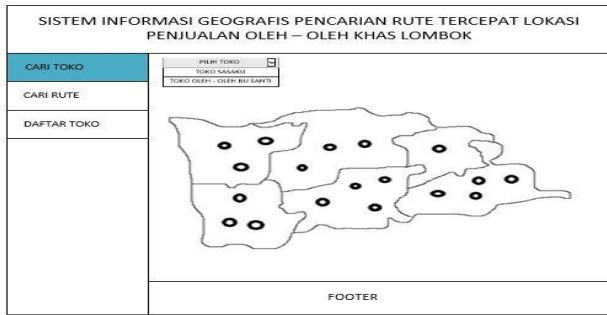 SISTEM INFORMASI GEOGRAFIS PENCARIAN RUTE TERCEPAT LOKASI
PENJUALAN OLEH – OLEH KHAS LOMBOK
CARI TOKO
CARI RUTE
DAFTAR TOKO
PILIH TOKO
TOKO SASAKU
TOKO OLEH - OLEH BU SANTI
FOOTER